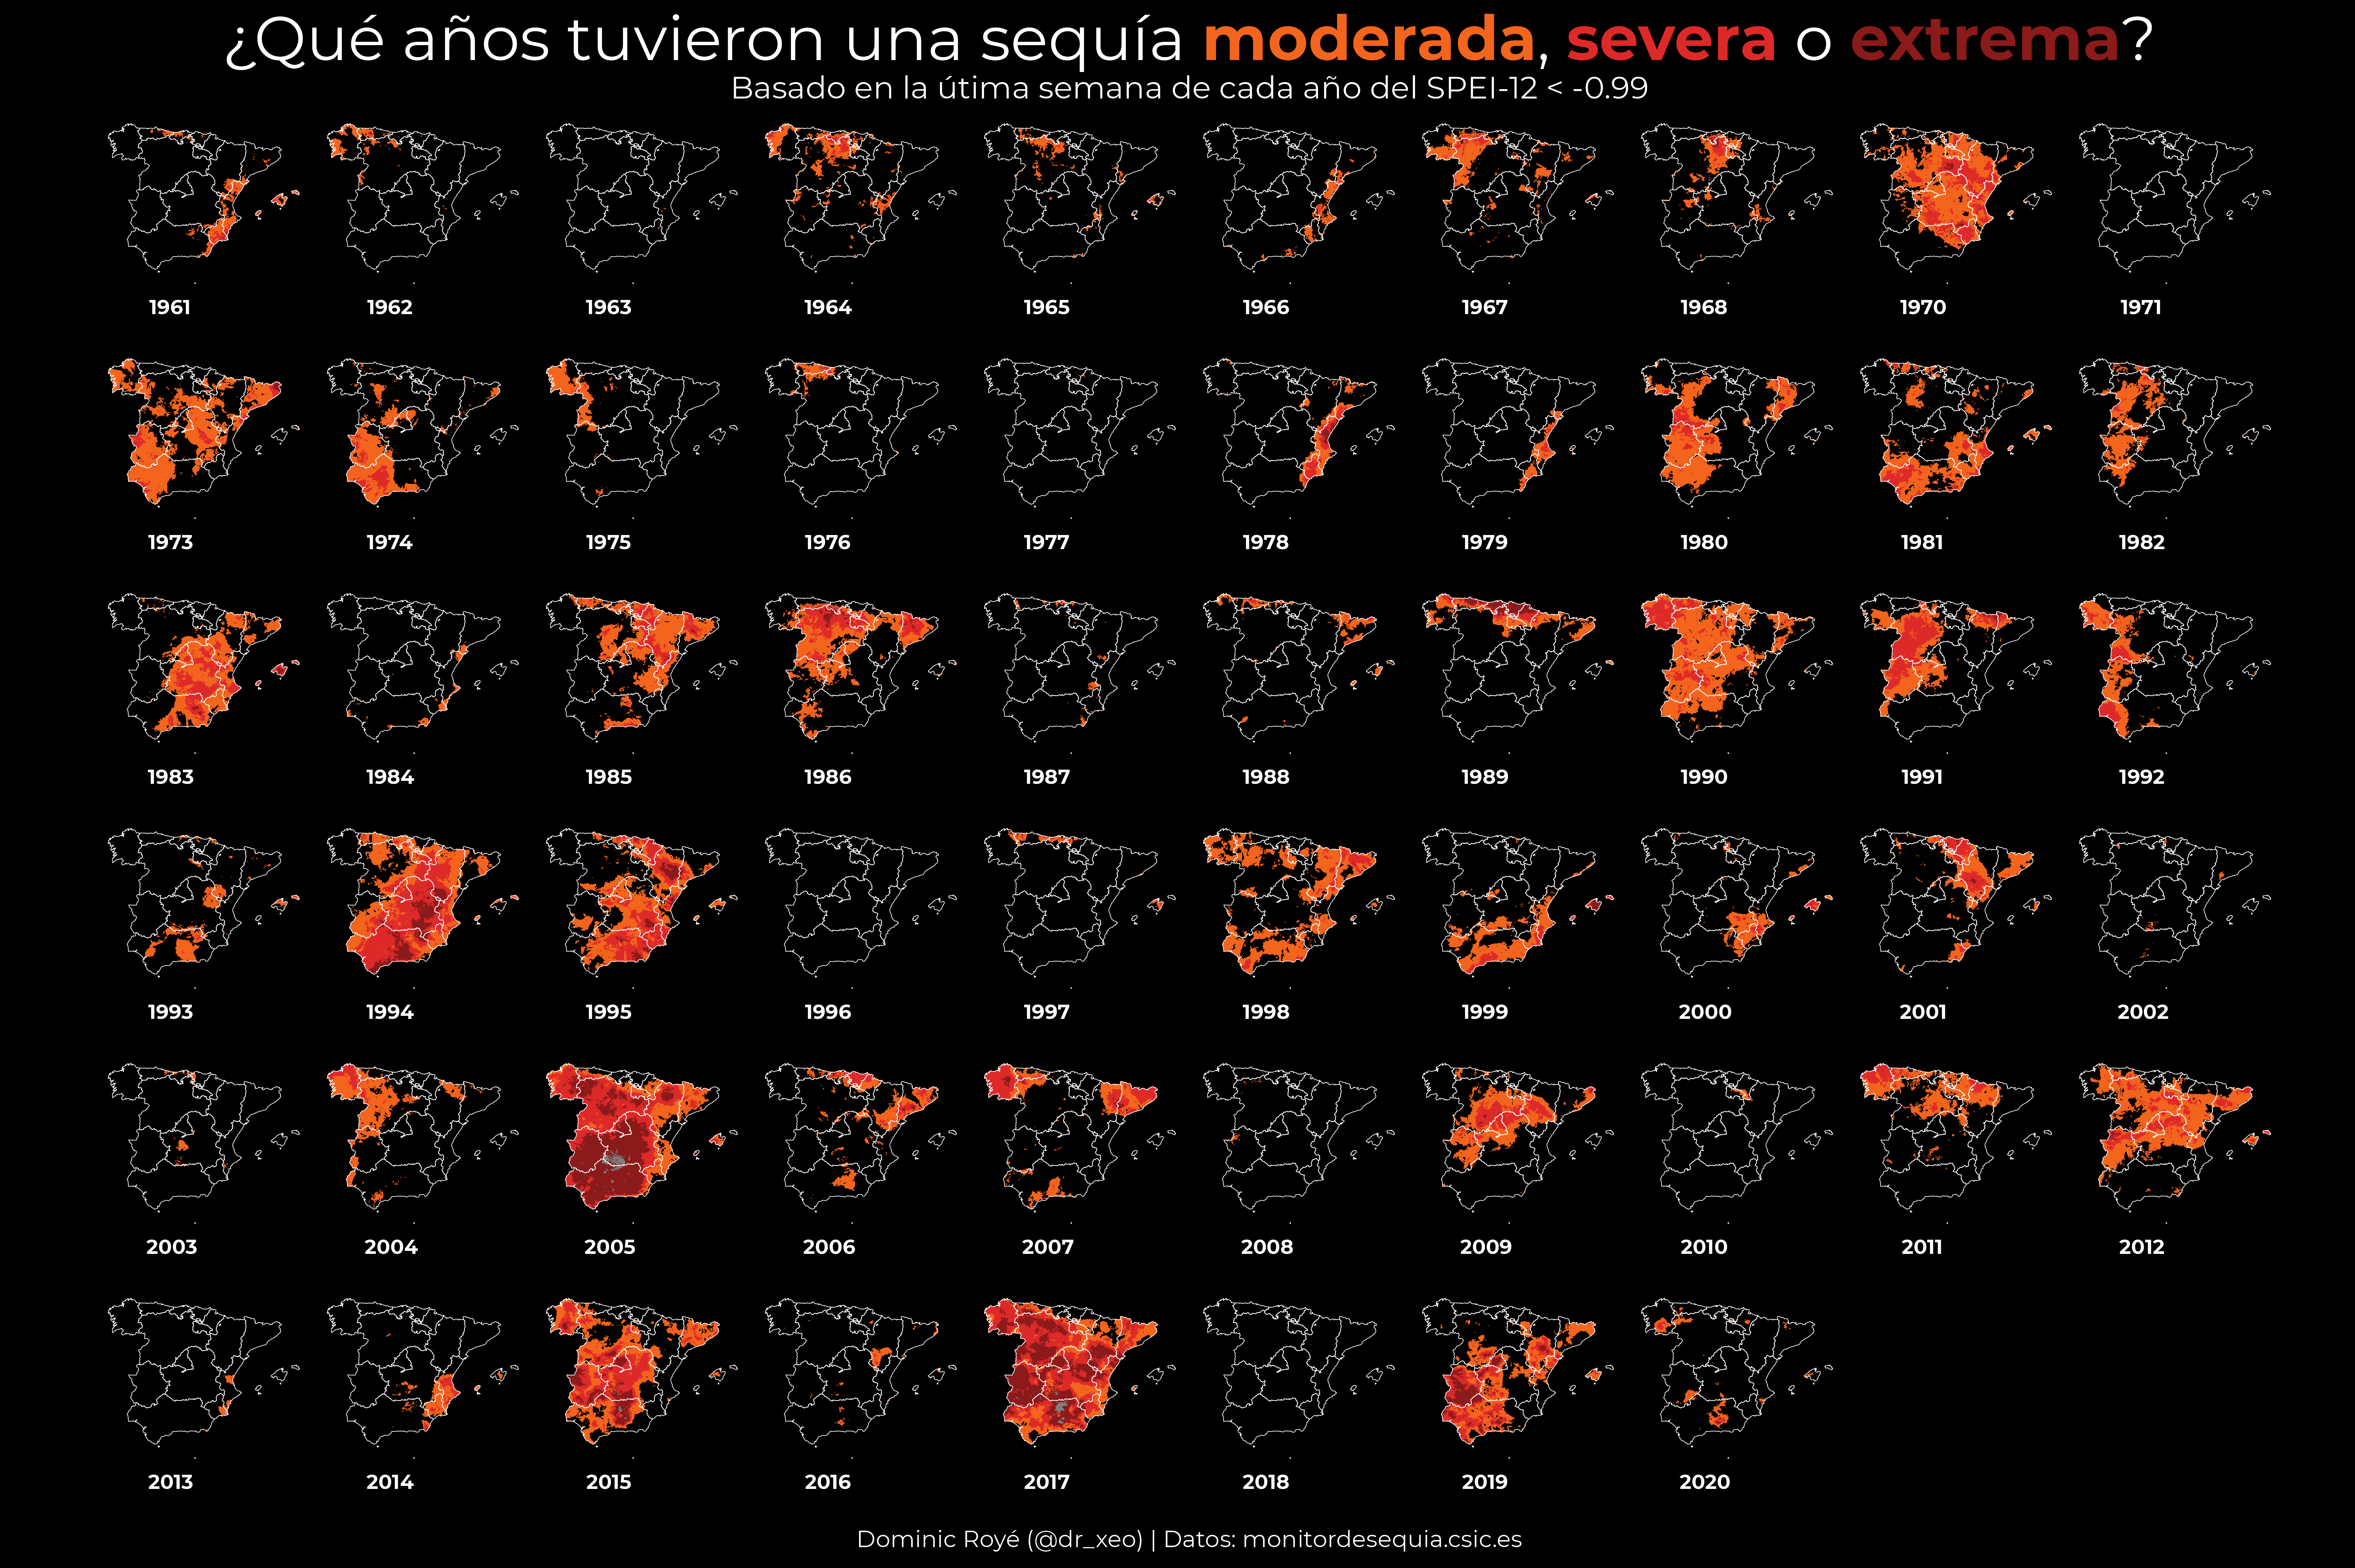 ¿Qué años tuvieron una sequía moderada, severa o extrema?
Basado en la útima semana de cada año del SPEI-12 < -0.99
1961 1962 1963 1964 1965 1966 1967 1968 1970 1971
1973 1974 1975 1976 1977 1978 1979 1980 1981 1982
1983 1984 1985 1986 1987 1988 1989 1990 1991 1992
1993 1994 1995 1996 1997 1998 1999 2000 2001 2002
2003 2004 2005 2006 2007 2008 2009 2010 2011 2012
2013 2014 2015 2016 2017 2018 2019 2020
Dominic Royé (@dr_xeo) | Datos: monitordesequia.csic.es